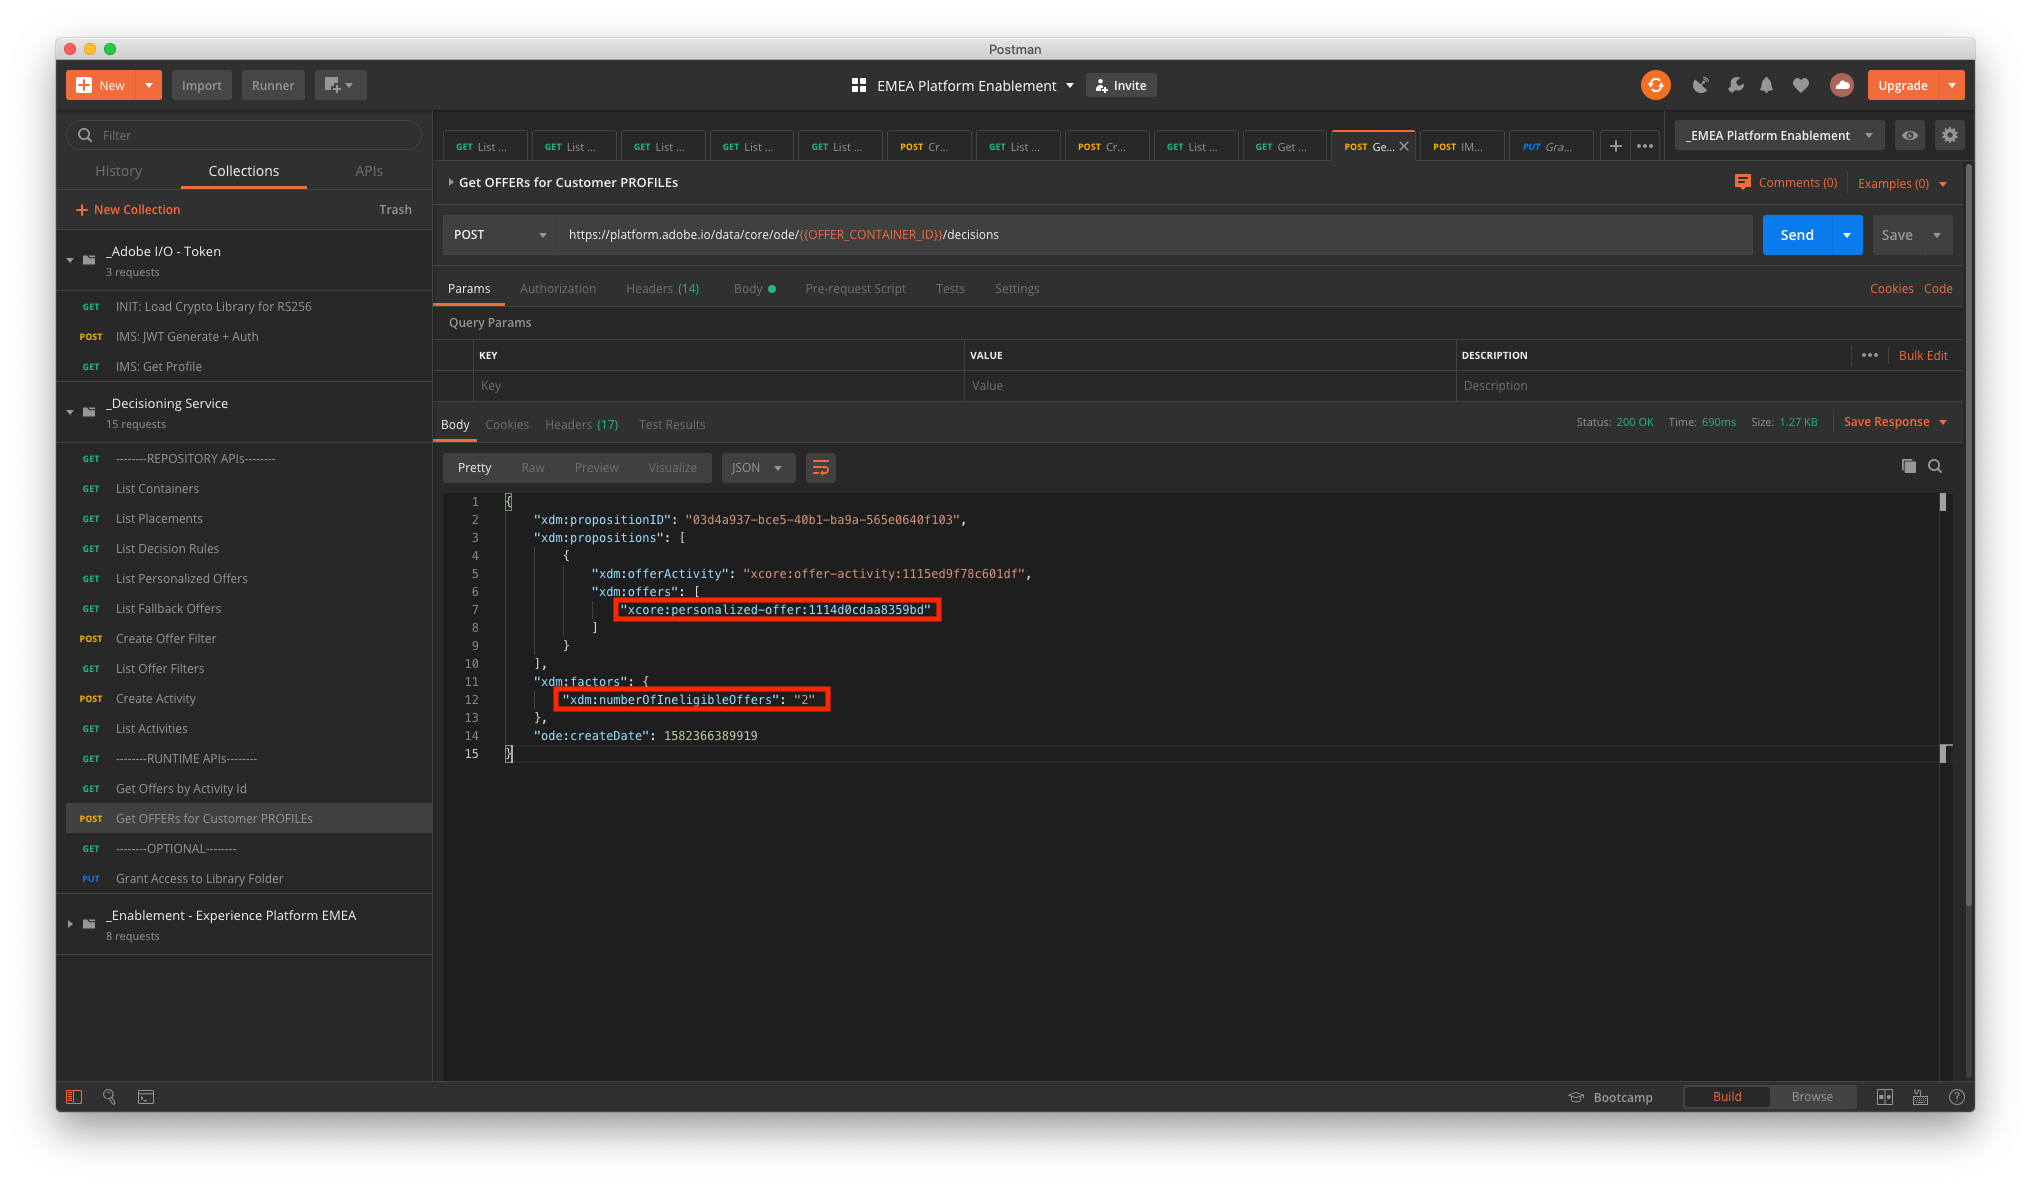 Postman
New
Import
Runner
EMEA Platform Enablement
Invite
Upgrade
Filter
History
Collections
APIs
New Collection
Trash
_Adobe I/O - Token
3 requests
GET INIT: Load Crypto Library for RS256
POST IMS: JWT Generate + Auth
GET IMS: Get Profile
_Decisioning Service
15 requests
GET --------REPOSITORY APIs--------
GET List Containers
GET List Placements
GET List Decision Rules
GET List Personalized Offers
GET List Fallback Offers
POST Create Offer Filter
GET List Offer Filters
POST Create Activity
GET List Activities
GET --------RUNTIME APIs--------
GET Get Offers by Activity Id
POST Get OFFERs for Customer PROFILEs
GET --------OPTIONAL--------
PUT Grant Access to Library Folder
_Enablement - Experience Platform EMEA
8 requests
GET List ...
GET List ...
GET List ...
GET List ...
GET List ...
POST Cr...
GET List ...
POST Cr...
GET List ...
GET Get ...
POST Ge...
POST IM...
PUT Gra...
_EMEA Platform Enablement
Get OFFERs for Customer PROFILEs
Comments (0)
Examples (0)
POST
https://platform.adobe.io/data/core/ode/{{OFFER_CONTAINER_ID}}/decisions
Send
Save
Params
Authorization
Headers (14)
Body
Pre-request Script
Tests
Settings
Cookies
Code
Query Params
KEY
VALUE
DESCRIPTION
Bulk Edit
Key
Value
Description
Body
Cookies
Headers (17)
Test Results
Status: 200 OK
Time: 690ms
Size: 1.27 KB
Save Response
Pretty
Raw
Preview
Visualize
JSON
1 {
2 "xdm:propositionID": "03d4a937-bce5-40b1-ba9a-565e0640f103",
3 "xdm:propositions": [
4 {
5 "xdm:offerActivity": "xcore:offer-activity:1115ed9f78c601df",
6 "xdm:offers": [
7 "xcore:personalized-offer:1114d0cdaa8359bd"
8 ]
9 }
10 ],
11 "xdm:factors": {
12 "xdm:numberOfIneligibleOffers": "2"
13 },
14 "ode:createDate": 1582366389919
15 }
Bootcamp
Build
Browse